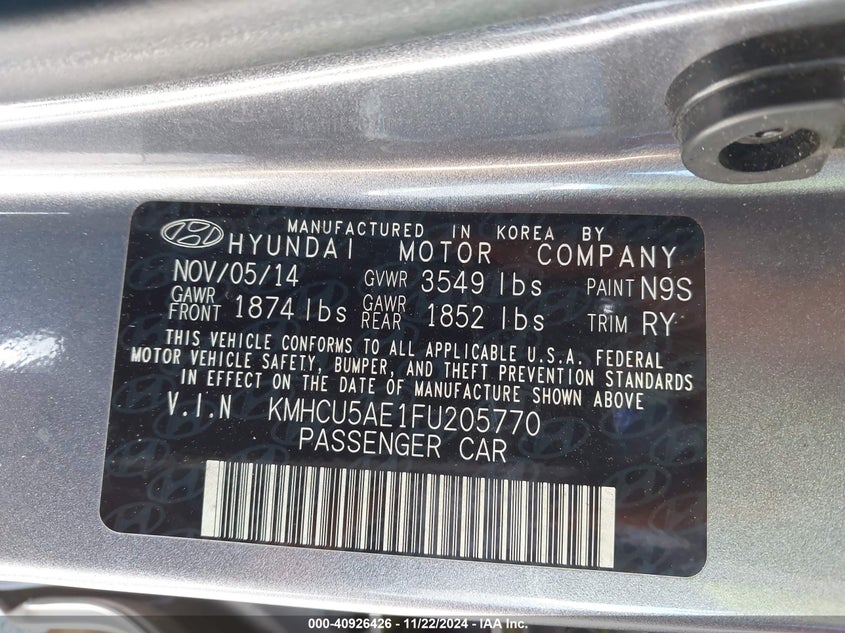 MANUFACTURED IN KOREA BY
HYUNDAI MOTOR COMPANY
NOV/05/14 GVWR 3549 lbs PAINT N9S
GAWR FRONT 1874 lbs GAWR REAR 1852 lbs TRIM RY
THIS VEHICLE CONFORMS TO ALL APPLICABLE U.S.A. FEDERAL
MOTOR VEHICLE SAFETY, BUMPER, AND THEFT PREVENTION STANDARDS
IN EFFECT ON THE DATE OF MANUFACTURE SHOWN ABOVE
V.I.N KMHCU5AE1FU205770
PASSENGER CAR
000-40926426 - 11/22/2024 - IAA Inc.